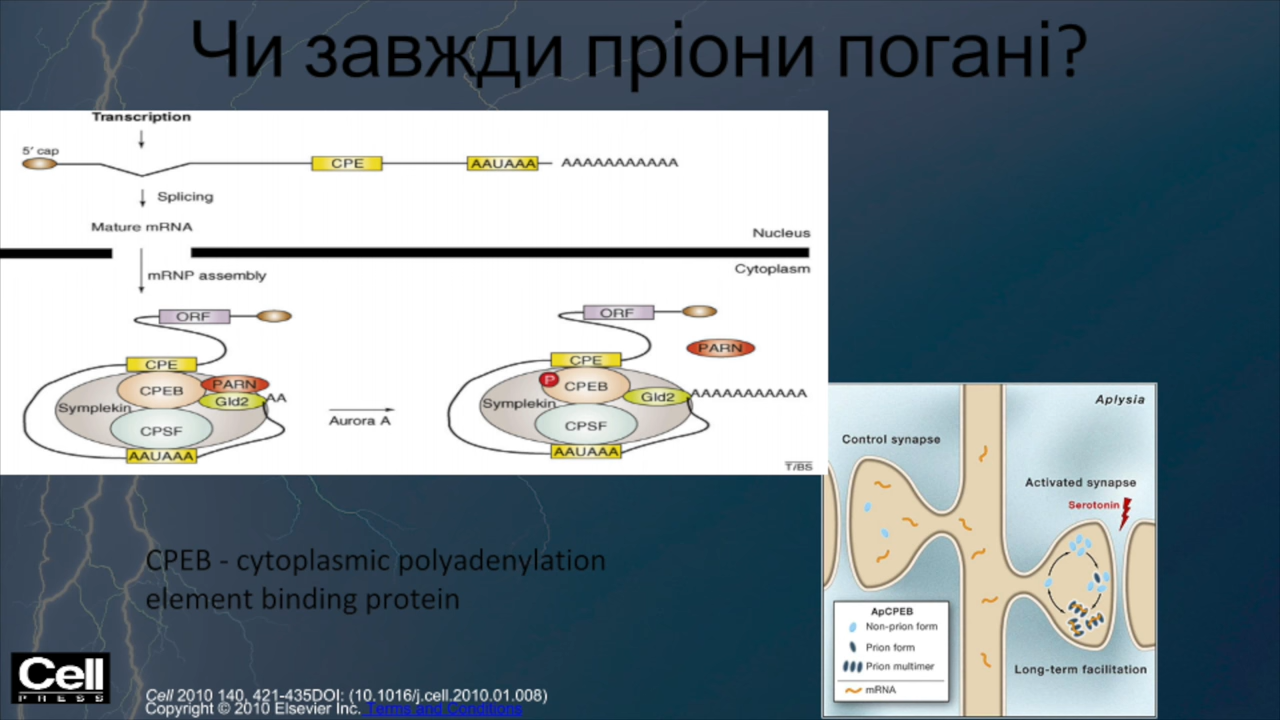 Чи завжди пріони погані?
Transcription
5' cap
CPE
AAUAAA
AAAAAAAAAAA
Splicing
Mature mRNA
Nucleus
Cytoplasm
mRNP assembly
ORF
CPE
CPEB
PARN
Gld2
AA
Symplekin
CPSF
AAUAAA
Aurora A
ORF
PARN
CPE
P
CPEB
Gld2
AAAAAAAAAAA
Symplekin
CPSF
AAUAAA
TiBS
Aplysia
Control synapse
Activated synapse
Serotonin
ApCPEB
Non-prion form
Prion form
Prion multimer
mRNA
Long-term facilitation
CPEB - cytoplasmic polyadenylation
element binding protein
Cell
PRESS
Cell 2010 140, 421-435DOI: (10.1016/j.cell.2010.01.008)
Copyright © 2010 Elsevier Inc. Terms and Conditions